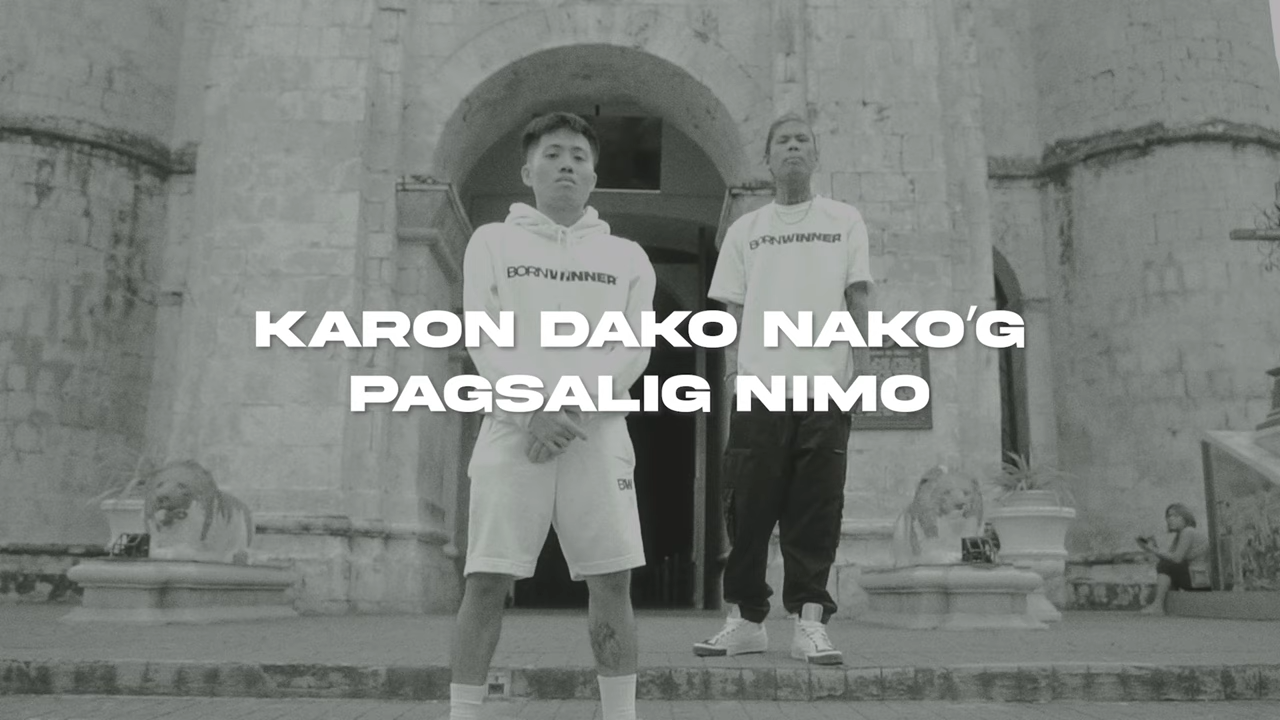 BORNWINNER
BORNWINNER
KARON DAKO NAKO'G
PAGSALIG NIMO
BW